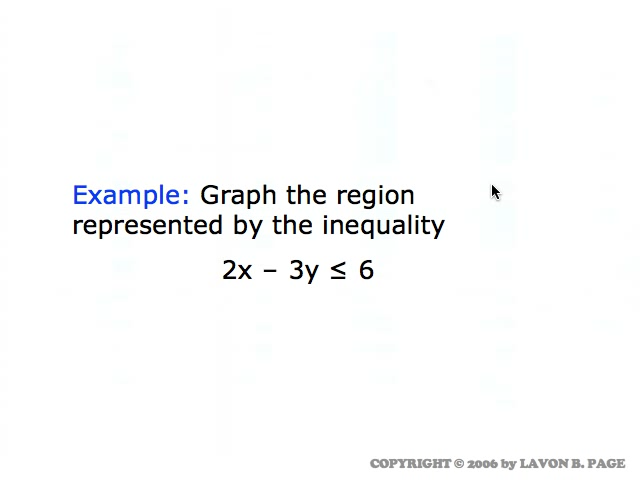 Example: Graph the region
represented by the inequality
2x – 3y ≤ 6
COPYRIGHT © 2006 by LAVON B. PAGE